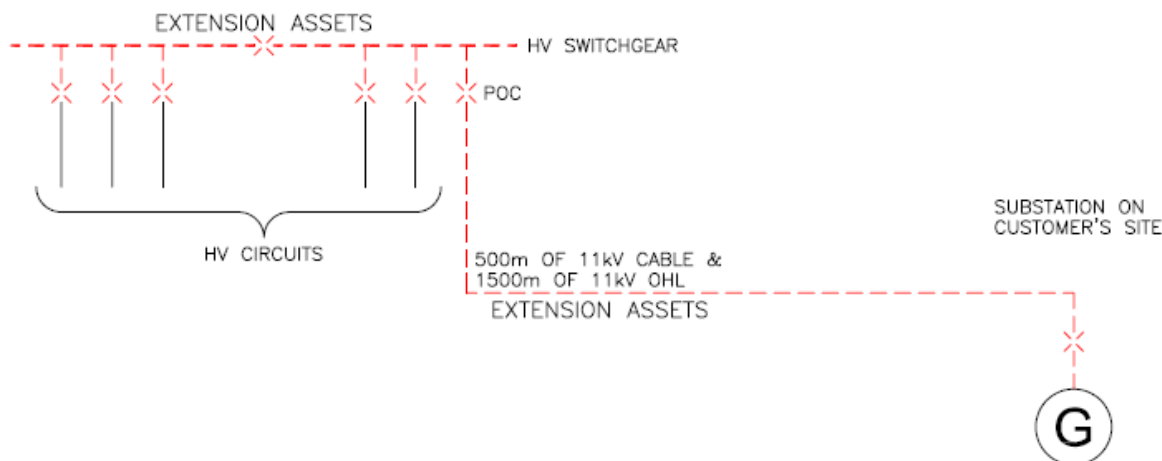 EXTENSION ASSETS
HV SWITCHGEAR
POC
HV CIRCUITS
SUBSTATION ON
CUSTOMER'S SITE
500m OF 11kV CABLE &
1500m OF 11kV OHL
EXTENSION ASSETS
G